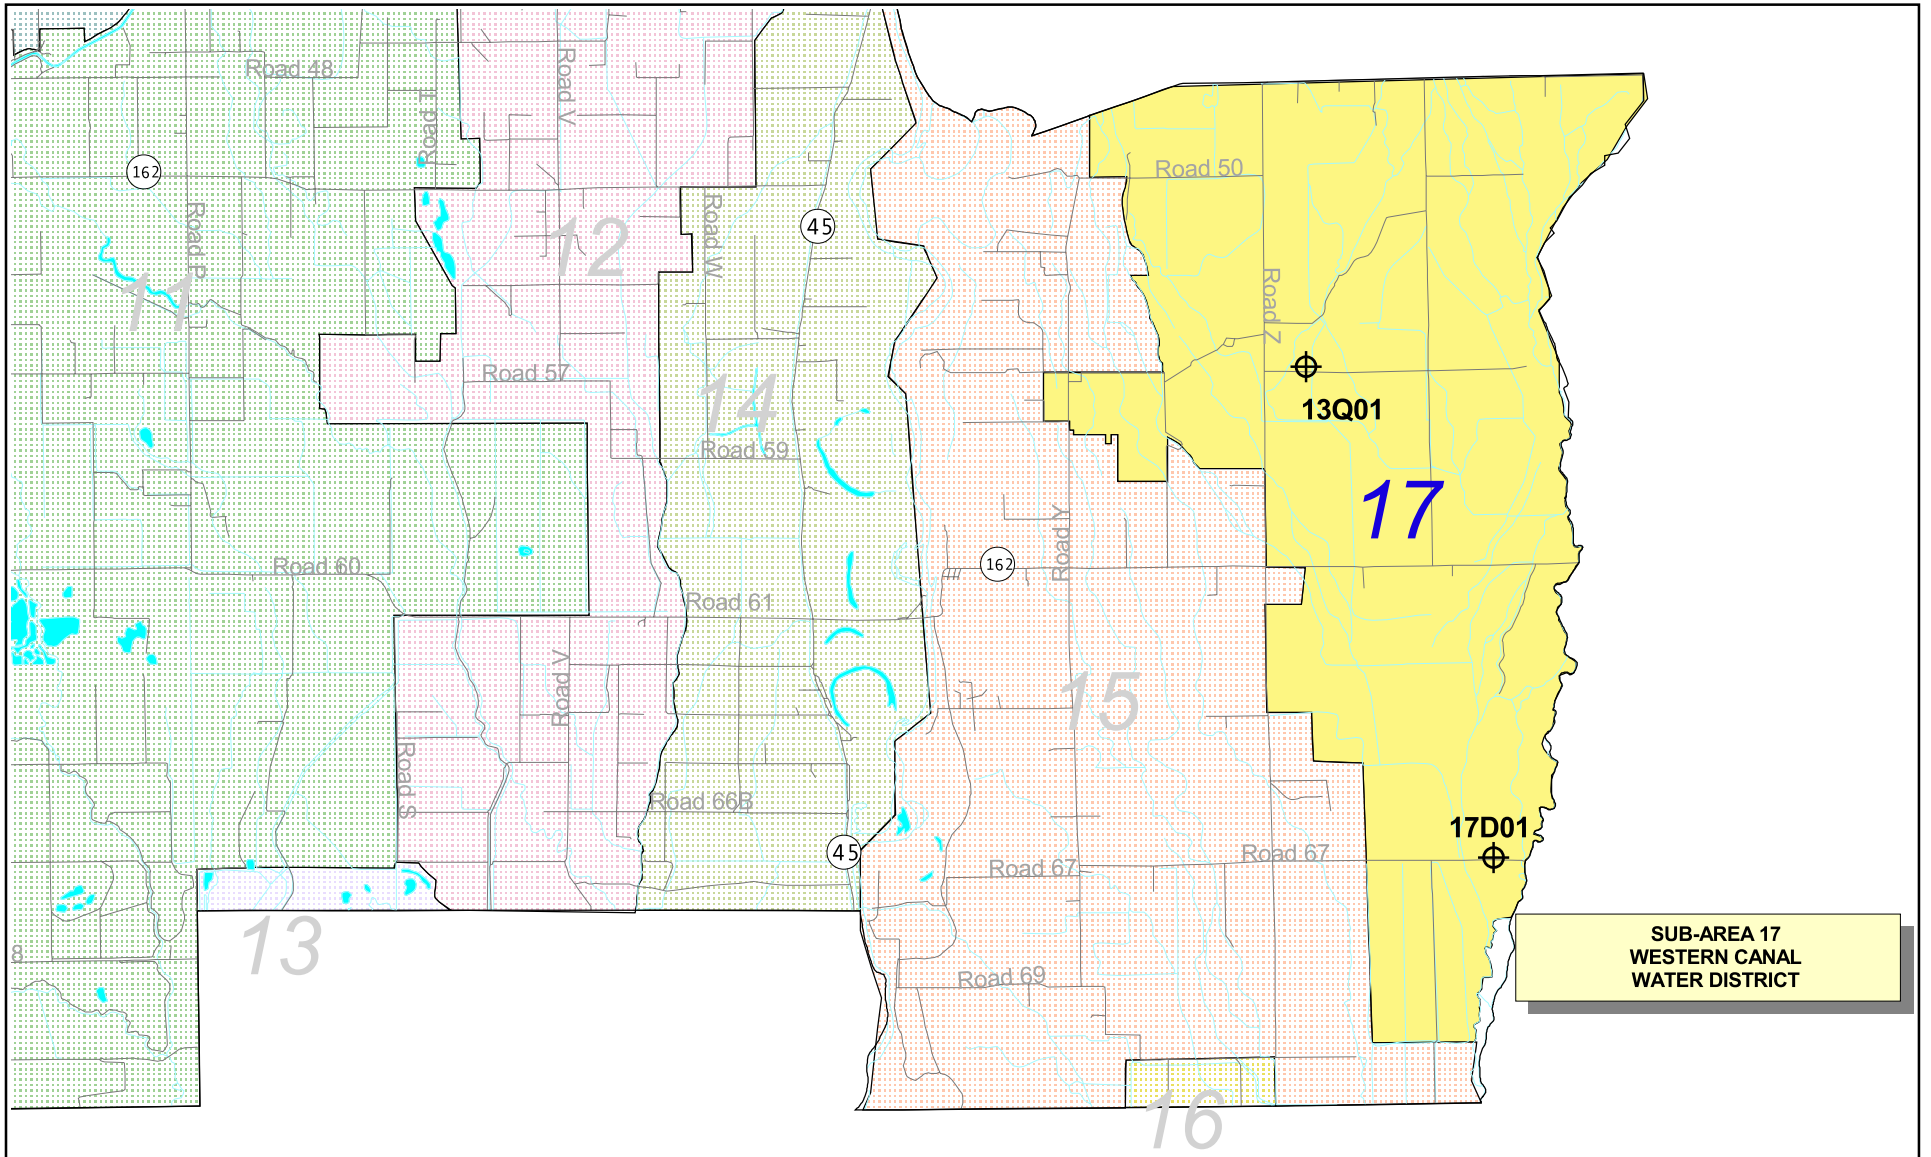 Road 48
Road T
Road V
162
Road 50
Road P
12
Road W
45
11
Road Z
Road 57
14
13Q01
Road 59
17
Road Y
162
Road 60
Road 61
Road V
15
Road S
Road 66B
17D01
45
Road 67
Road 67
13
8
Road 69
SUB-AREA 17
WESTERN CANAL
WATER DISTRICT
16